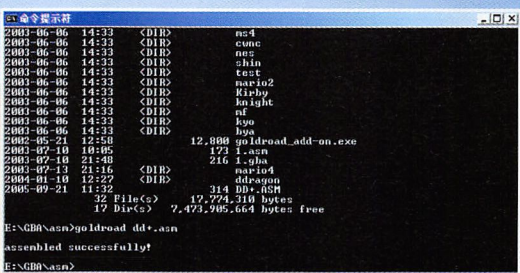 命令提示符
2003-06-06 14:33 <DIR> ms4
2003-06-06 14:33 <DIR> cwnc
2003-06-06 14:33 <DIR> nes
2003-06-06 14:33 <DIR> shin
2003-06-06 14:33 <DIR> test
2003-06-06 14:33 <DIR> mario2
2003-06-06 14:33 <DIR> Kirby
2003-06-06 14:33 <DIR> knight
2003-06-06 14:33 <DIR> mf
2003-06-06 14:33 <DIR> kyo
2003-06-06 14:33 <DIR> bya
2002-05-21 12:58 12,800 goldroad_add-on.exe
2003-07-10 10:05 173 1.asm
2003-07-10 21:48 216 1.gba
2003-07-13 21:16 <DIR> mario4
2004-01-10 12:27 <DIR> ddragon
2005-09-21 11:32 314 DD+.ASM
32 File(s) 17,774,310 bytes
17 Dir(s) 7,473,905,664 bytes free
E:\GBA\asm>goldroad dd+.asm
assembled successfully!
E:\GBA\asm>